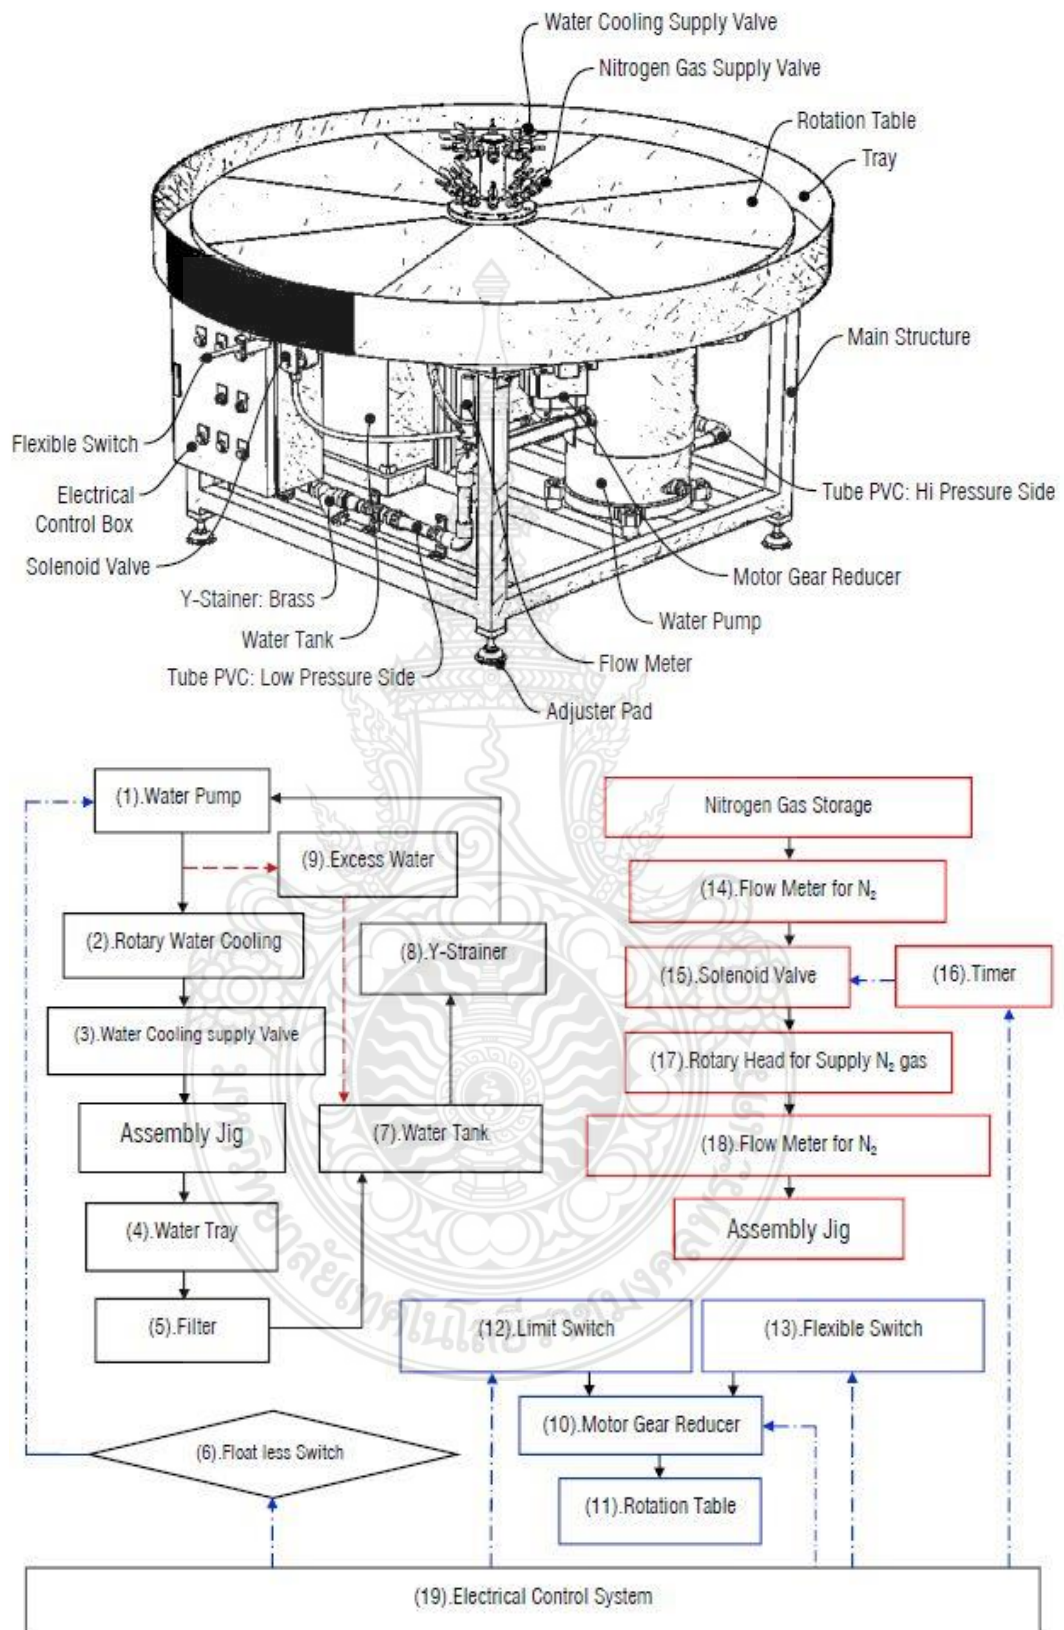 Water Cooling Supply Valve
Nitrogen Gas Supply Valve
Rotation Table
Tray
Main Structure
Flexible Switch
Electrical
Control Box
Solenoid Valve
Y-Stainer: Brass
Water Tank
Tube PVC: Low Pressure Side
Tube PVC: Hi Pressure Side
Motor Gear Reducer
Water Pump
Flow Meter
Adjuster Pad
(1).Water Pump
(9).Excess Water
(2).Rotary Water Cooling
(8).Y-Strainer
(3).Water Cooling supply Valve
Assembly Jig
(7).Water Tank
(4).Water Tray
(5).Filter
(6).Float less Switch
Nitrogen Gas Storage
(14).Flow Meter for N₂
(15).Solenoid Valve
(16).Timer
(17).Rotary Head for Supply N₂ gas
(18).Flow Meter for N₂
Assembly Jig
(12).Limit Switch
(13).Flexible Switch
(10).Motor Gear Reducer
(11).Rotation Table
(19).Electrical Control System